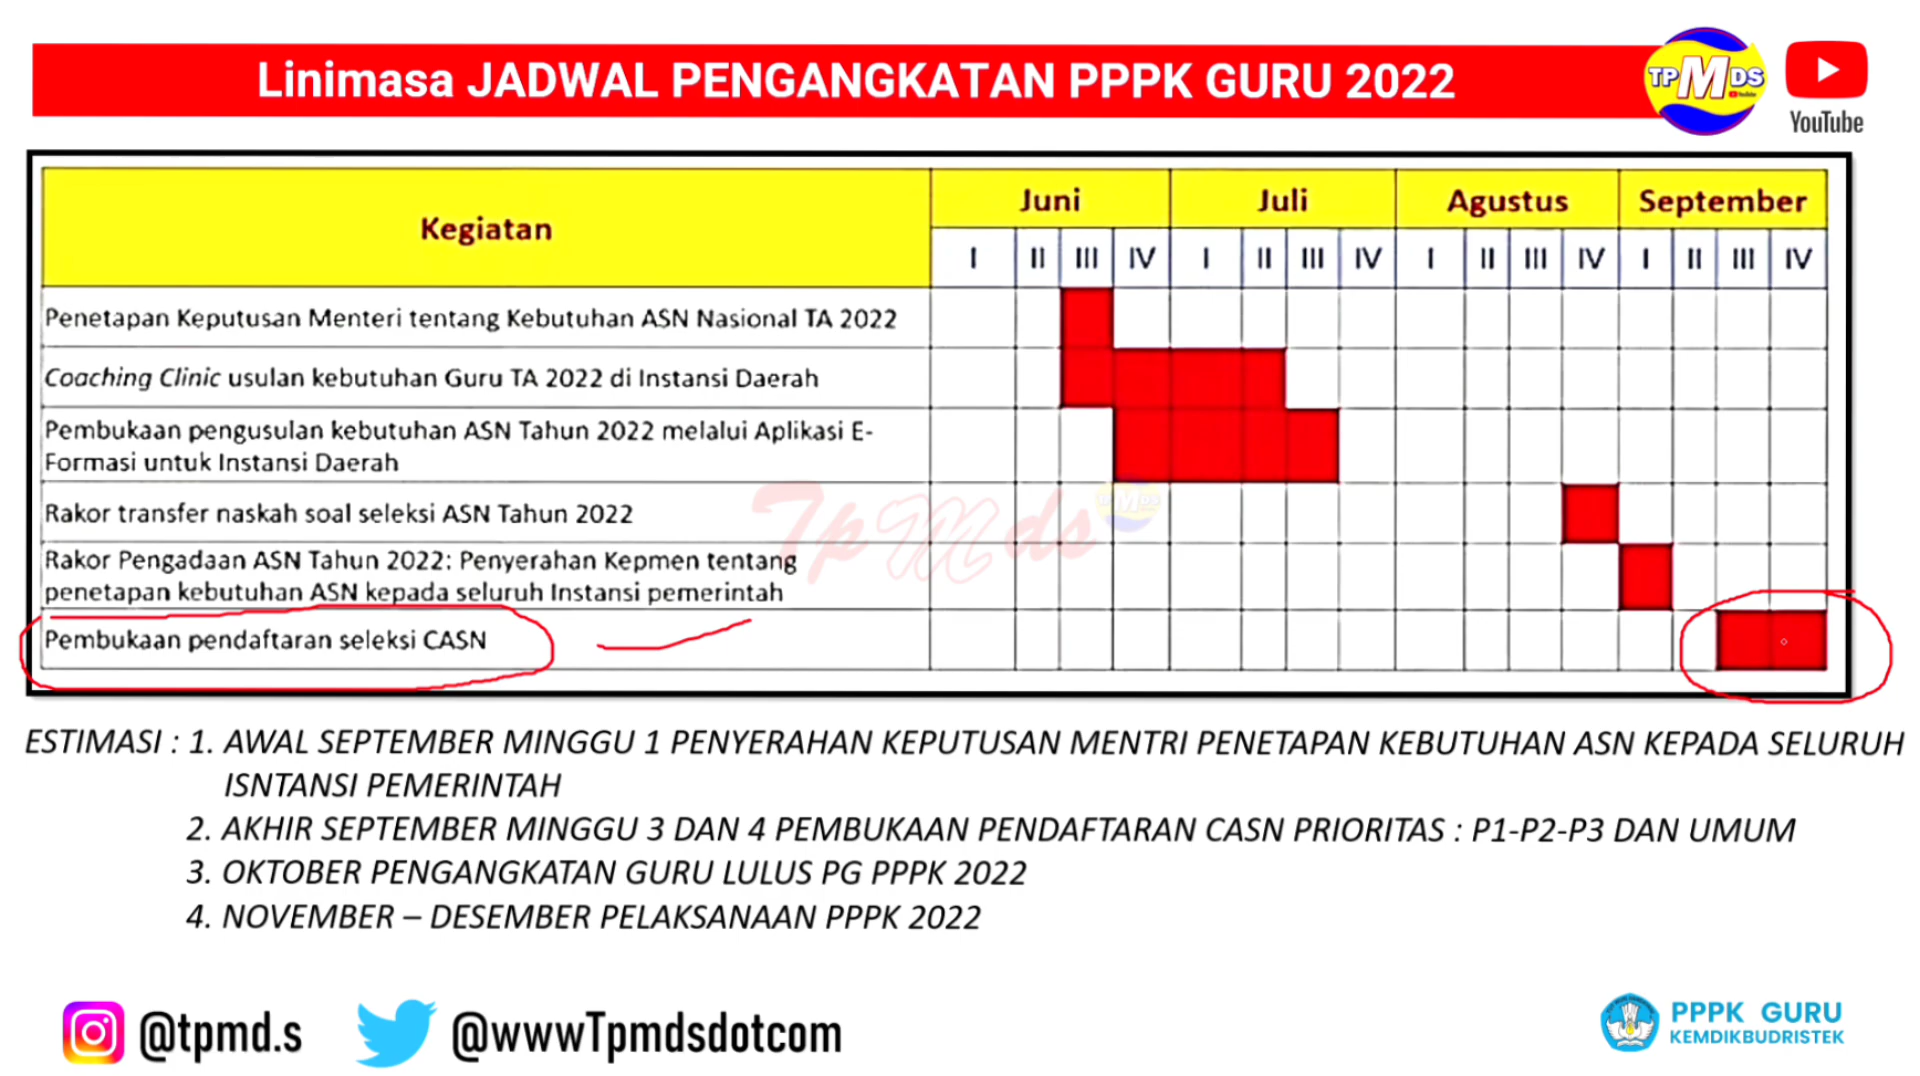 Linimasa JADWAL PENGANGKATAN PPPK GURU 2022
TPMDS
YouTube
Kegiatan
Juni Juli Agustus September
I II III IV I II III IV I II III IV I II III IV
Penetapan Keputusan Menteri tentang Kebutuhan ASN Nasional TA 2022
Coaching Clinic usulan kebutuhan Guru TA 2022 di Instansi Daerah
Pembukaan pengusulan kebutuhan ASN Tahun 2022 melalui Aplikasi E-
Formasi untuk Instansi Daerah
Rakor transfer naskah soal seleksi ASN Tahun 2022
TpMds TPMDS
Rakor Pengadaan ASN Tahun 2022: Penyerahan Kepmen tentang
penetapan kebutuhan ASN kepada seluruh Instansi pemerintah
Pembukaan pendaftaran seleksi CASN
ESTIMASI : 1. AWAL SEPTEMBER MINGGU 1 PENYERAHAN KEPUTUSAN MENTRI PENETAPAN KEBUTUHAN ASN KEPADA SELURUH
ISNTANSI PEMERINTAH
2. AKHIR SEPTEMBER MINGGU 3 DAN 4 PEMBUKAAN PENDAFTARAN CASN PRIORITAS : P1-P2-P3 DAN UMUM
3. OKTOBER PENGANGKATAN GURU LULUS PG PPPK 2022
4. NOVEMBER – DESEMBER PELAKSANAAN PPPK 2022
@tpmd.s @wwwTpmdsdotcom
PPPK GURU
KEMDIKBUDRISTEK